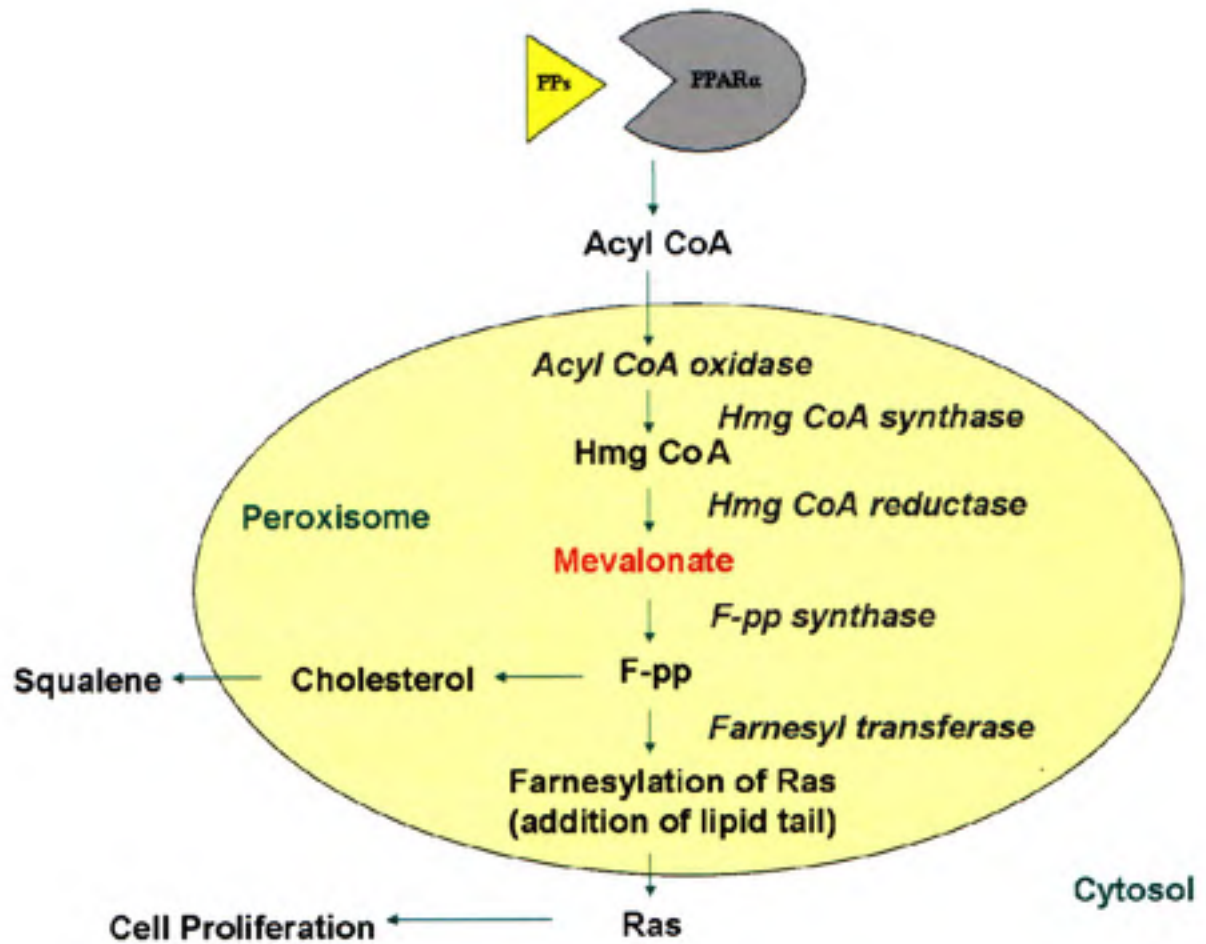 PPs
PPARα
Acyl CoA
Acyl CoA oxidase
Hmg CoA synthase
Hmg CoA
Hmg CoA reductase
Peroxisome
Mevalonate
F-pp synthase
F-pp
Cholesterol
Squalene
Farnesyl transferase
Farnesylation of Ras
(addition of lipid tail)
Cytosol
Ras
Cell Proliferation